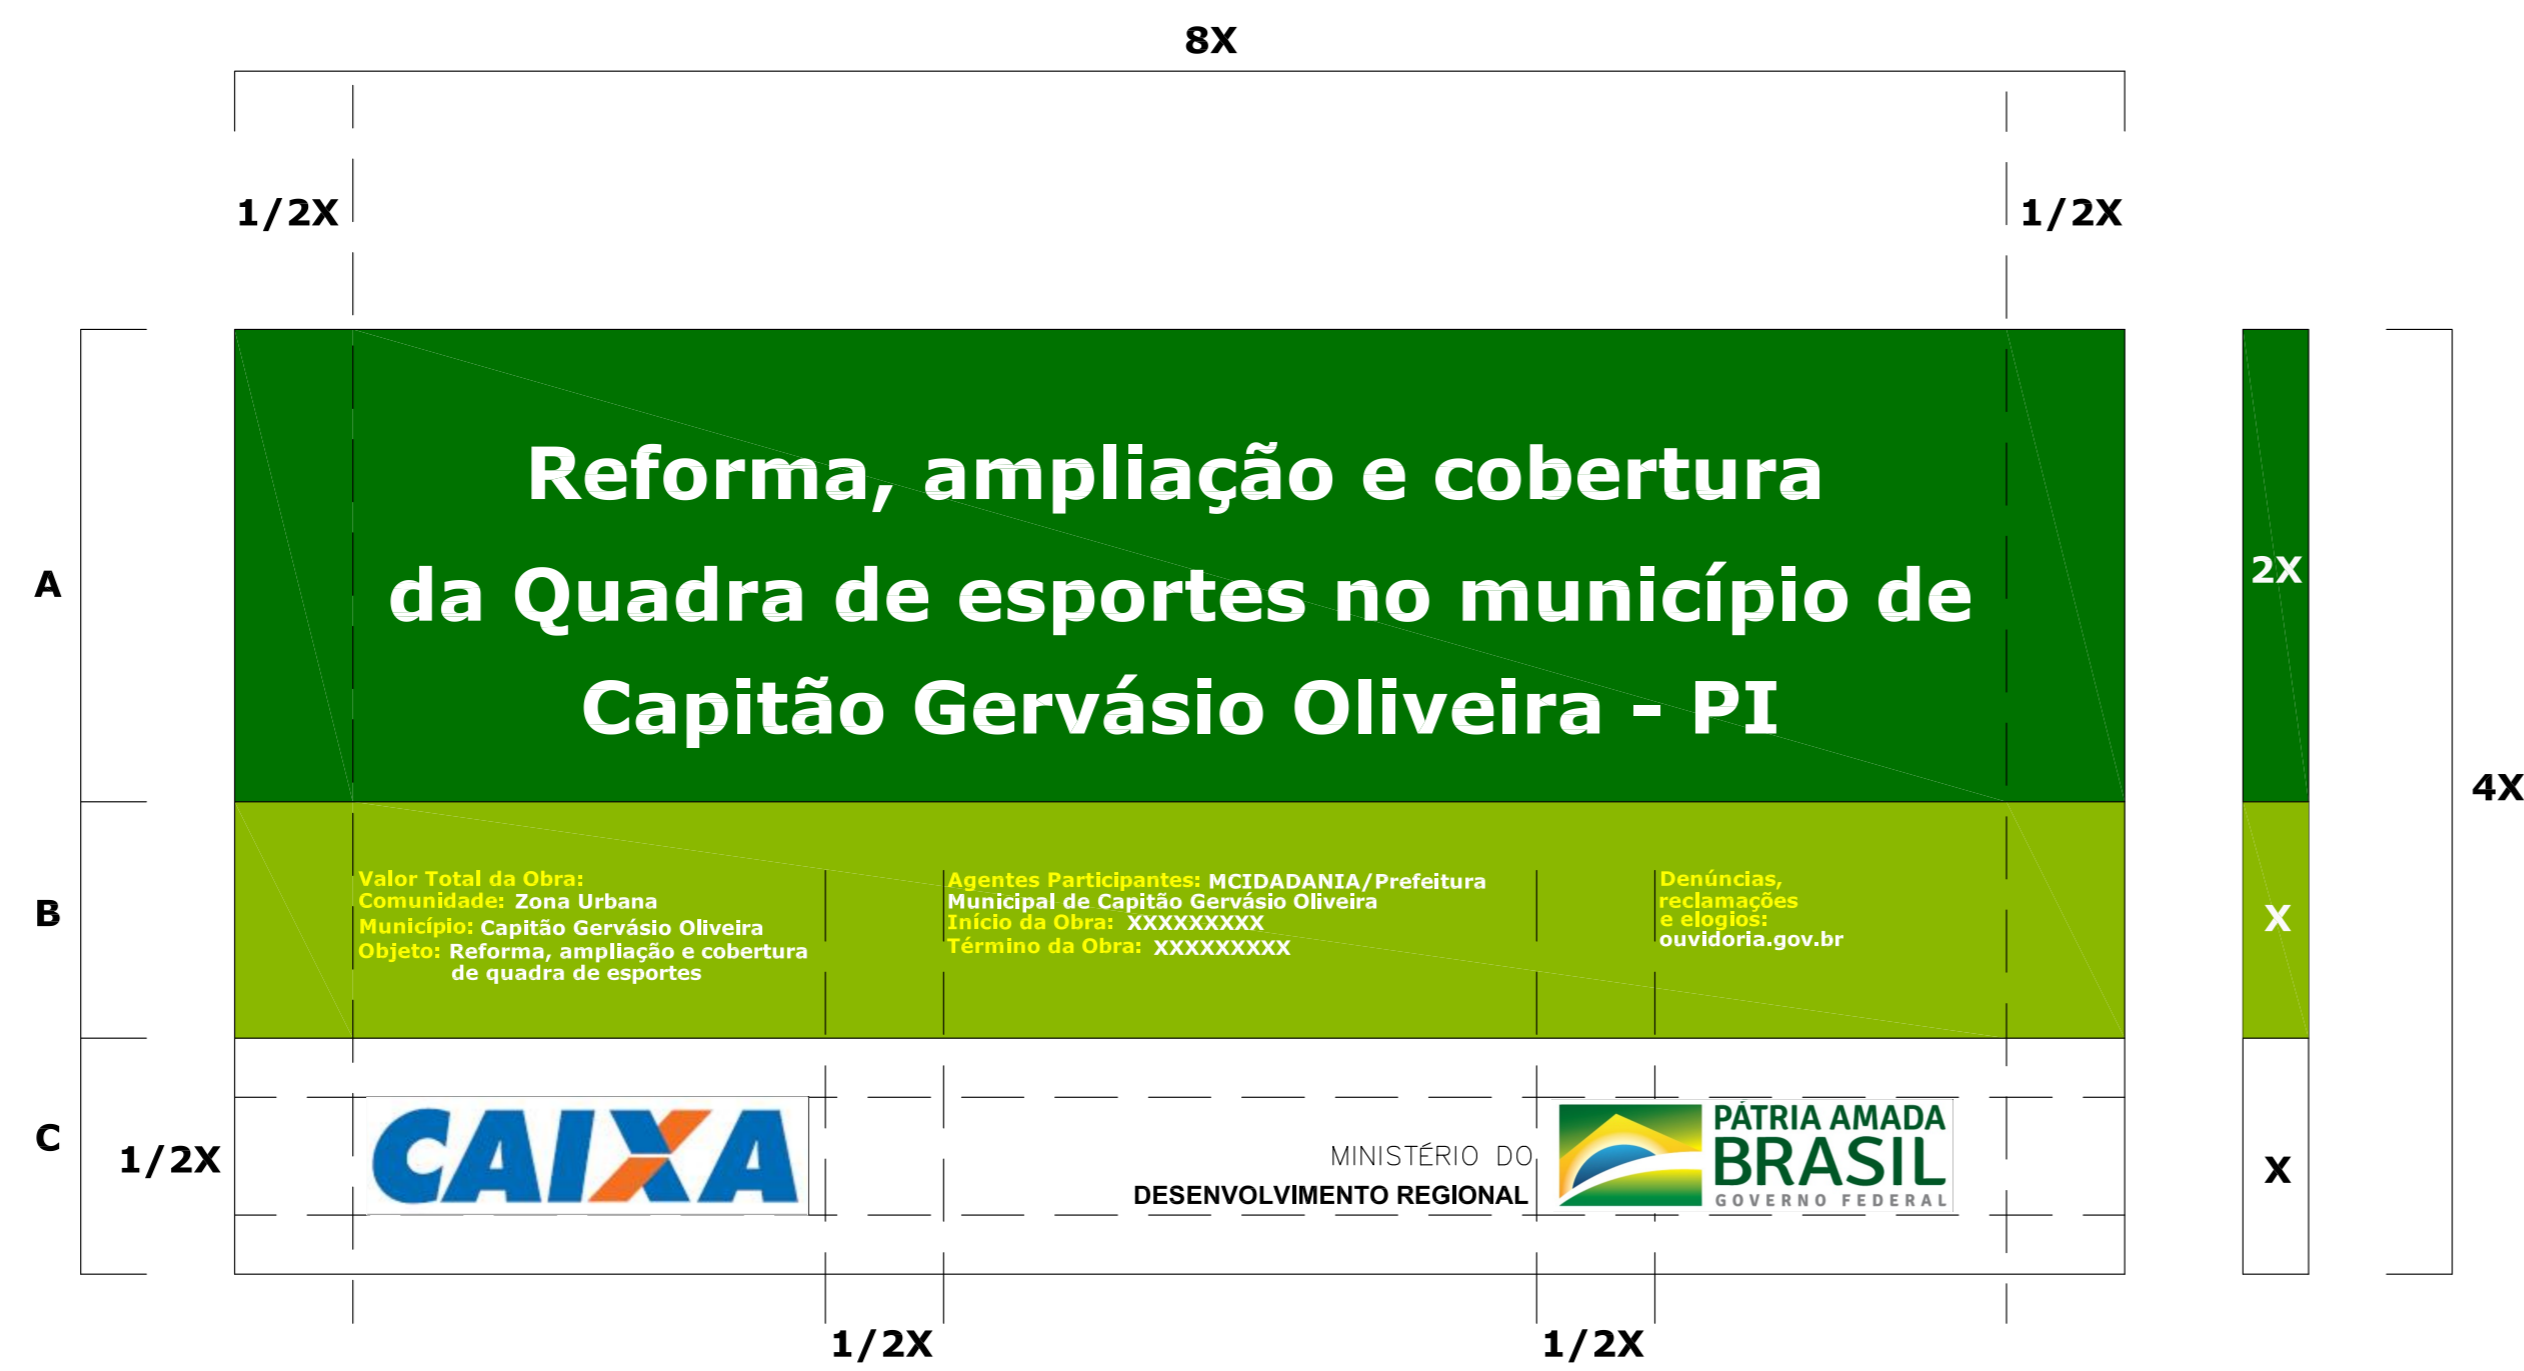 8X
1/2X
1/2X
A
Reforma, ampliação e cobertura
da Quadra de esportes no município de
Capitão Gervásio Oliveira - PI
2X
4X
B
Valor Total da Obra:
Comunidade: Zona Urbana
Município: Capitão Gervásio Oliveira
Objeto: Reforma, ampliação e cobertura
de quadra de esportes
Agentes Participantes: MCIDADANIA/Prefeitura
Municipal de Capitão Gervásio Oliveira
Início da Obra: XXXXXXXXX
Término da Obra: XXXXXXXXX
Denúncias,
reclamações
e elogios:
ouvidoria.gov.br
X
C
1/2X
CAIXA
MINISTÉRIO DO
DESENVOLVIMENTO REGIONAL
PÁTRIA AMADA
BRASIL
GOVERNO FEDERAL
X
1/2X
1/2X